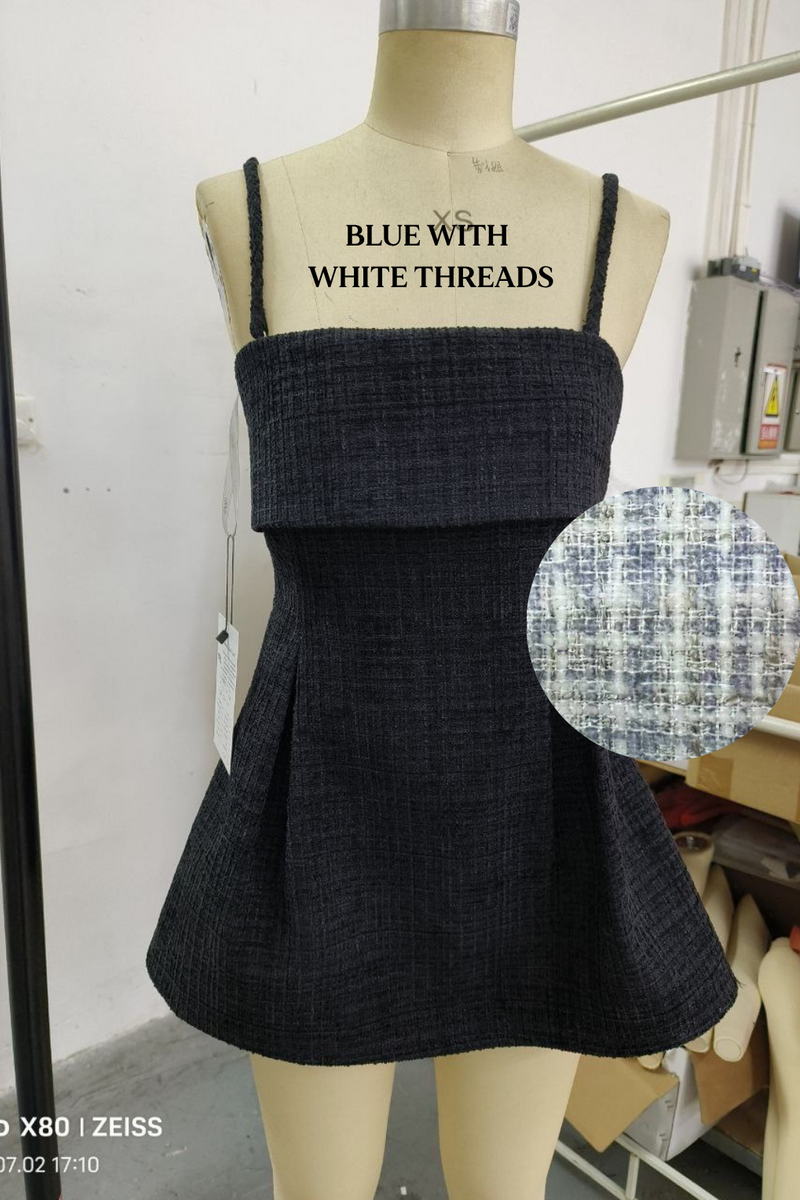 XS
BLUE WITH
WHITE THREADS
X80 | ZEISS
07.02 17:10